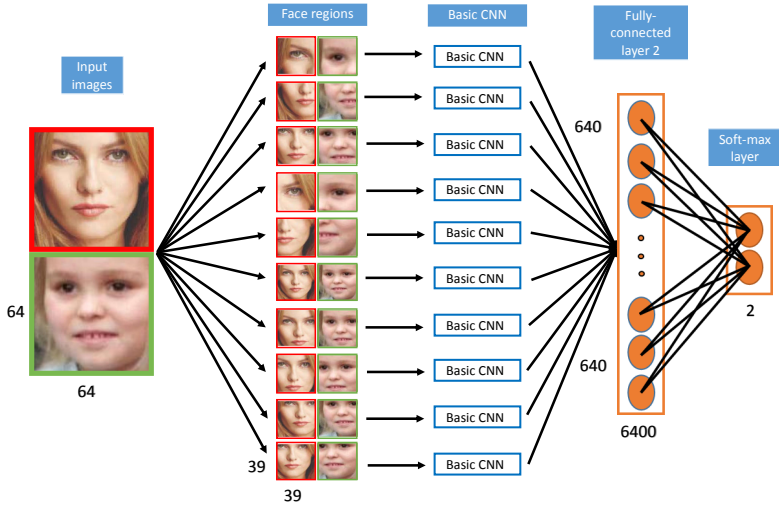 Face regions
Basic CNN
Fully-
connected
layer 2
Input
images
Basic CNN
Basic CNN
640
Basic CNN
Soft-max
layer
Basic CNN
Basic CNN
Basic CNN
64
2
Basic CNN
Basic CNN
640
64
Basic CNN
6400
39
Basic CNN
39